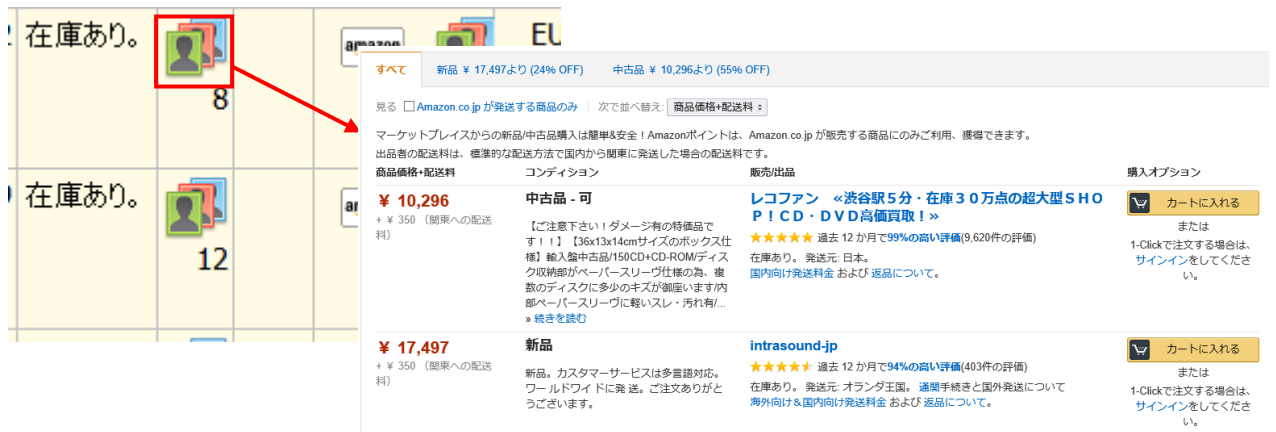 在庫あり。
8
amazon
EU
在庫あり。
12
すべて 新品 ¥ 17,497より (24% OFF) 中古品 ¥ 10,296より (55% OFF)
見る Amazon.co.jp が発送する商品のみ | 次で並べ替え: 商品価格+配送料
マーケットプレイスからの新品/中古品購入は簡単&安全！Amazonポイントは、Amazon.co.jp が販売する商品にのみご利用、獲得できます。
出品者の配送料は、標準的な配送方法で国内から関東に発送した場合の配送料です。
商品価格+配送料 コンディション 販売/出品 購入オプション
¥ 10,296
+ ¥ 350 （関東への配送
料）
中古品 - 可
【ご注意下さい！ダメージ有の特価品で
す！！】【36x13x14cmサイズのボックス仕
様】輸入盤中古品/150CD+CD-ROM/ディス
ク収納部がペーパースリーヴ仕様の為、複
数のディスクに多少のキズが御座います/内
部ペーパースリーヴに軽いスレ・汚れ有/...
» 続きを読む
レコファン 《渋谷駅５分・在庫３０万点の超大型ＳＨＯ
Ｐ！ＣＤ・ＤＶＤ高価買取！》
過去 12 か月で99%の高い評価(9,620件の評価)
在庫あり。 発送元: 日本。
国内向け発送料金 および 返品について。
カートに入れる
または
1-Clickで注文する場合は、
サインインをしてくださ
い。
¥ 17,497
+ ¥ 350 （関東への配送
料）
新品
新品。カスタマーサービスは多言語対応。
ワー ルドワイドに発 送。ご注文ありがと
うございます。
intrasound-jp
過去 12 か月で94%の高い評価(403件の評価)
在庫あり。 発送元: オランダ王国。 通関手続きと国外発送について
海外向け＆国内向け発送料金 および 返品について。
カートに入れる
または
1-Clickで注文する場合は、
サインインをしてくださ
い。